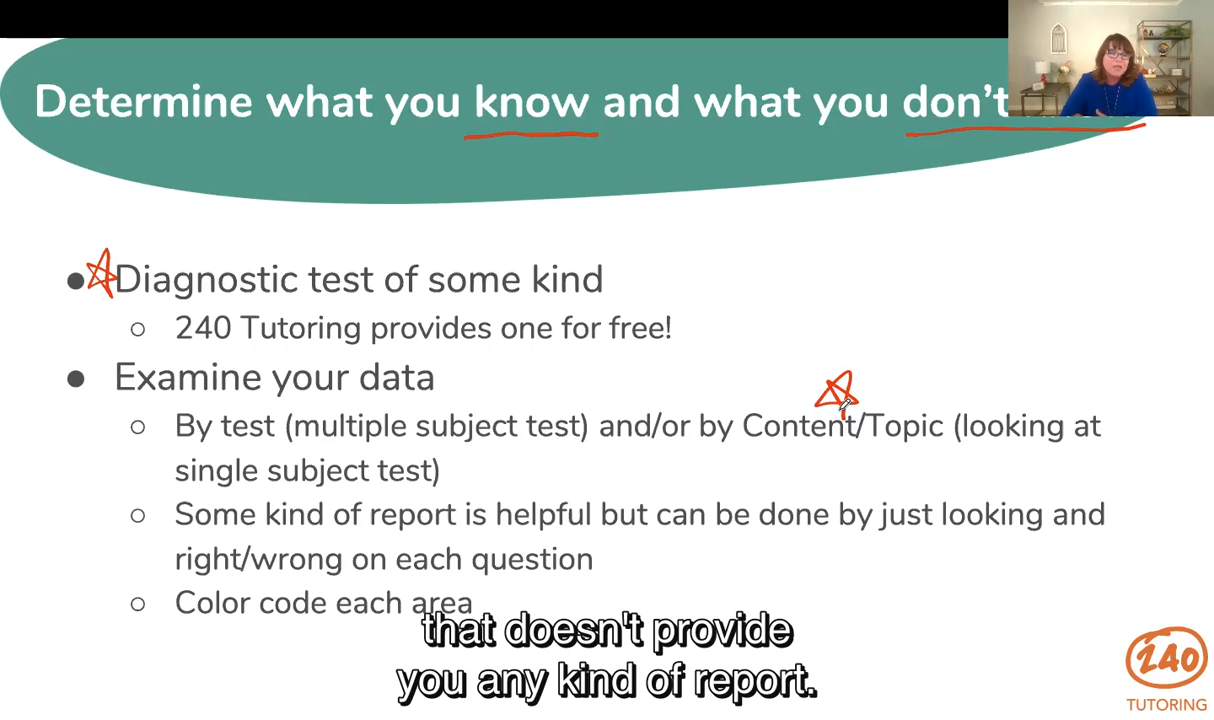 Determine what you know and what you don't
Diagnostic test of some kind
240 Tutoring provides one for free!
Examine your data
By test (multiple subject test) and/or by Content/Topic (looking at
single subject test)
Some kind of report is helpful but can be done by just looking and
right/wrong on each question
Color code each area
that doesn't provide
you any kind of report.
240
TUTORING